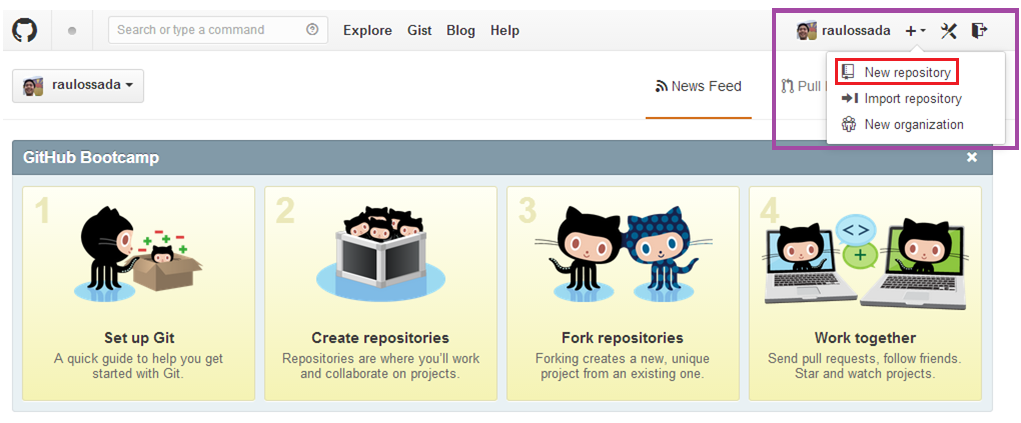 Search or type a command
Explore Gist Blog Help
raulossada
New repository
Import repository
New organization
raulossada
News Feed
Pull
GitHub Bootcamp
1
Set up Git
A quick guide to help you get
started with Git.
2
Create repositories
Repositories are where you'll work
and collaborate on projects.
3
Fork repositories
Forking creates a new, unique
project from an existing one.
4
Work together
Send pull requests, follow friends.
Star and watch projects.